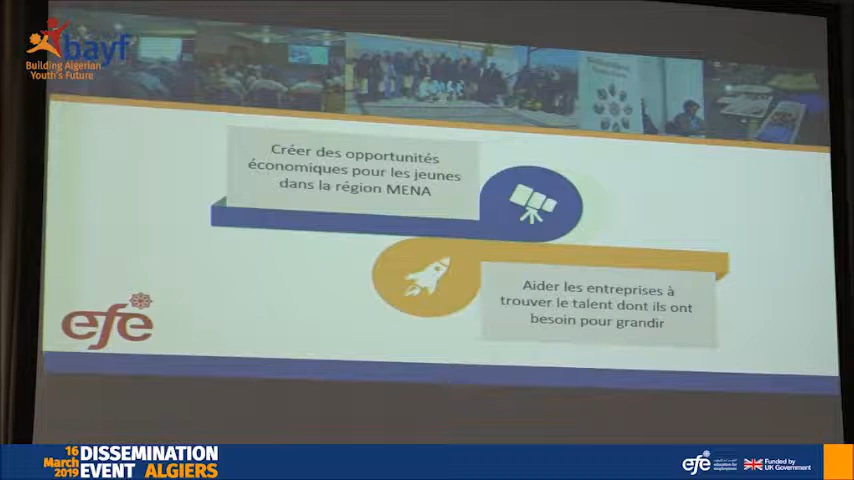 bayf
Building Algerian
Youth's Future
Créer des opportunités
économiques pour les jeunes
dans la région MENA
Aider les entreprises à
trouver le talent dont ils ont
besoin pour grandir
efe
16
March
2019
DISSEMINATION
EVENT ALGIERS
efe
Funded by
UK Government